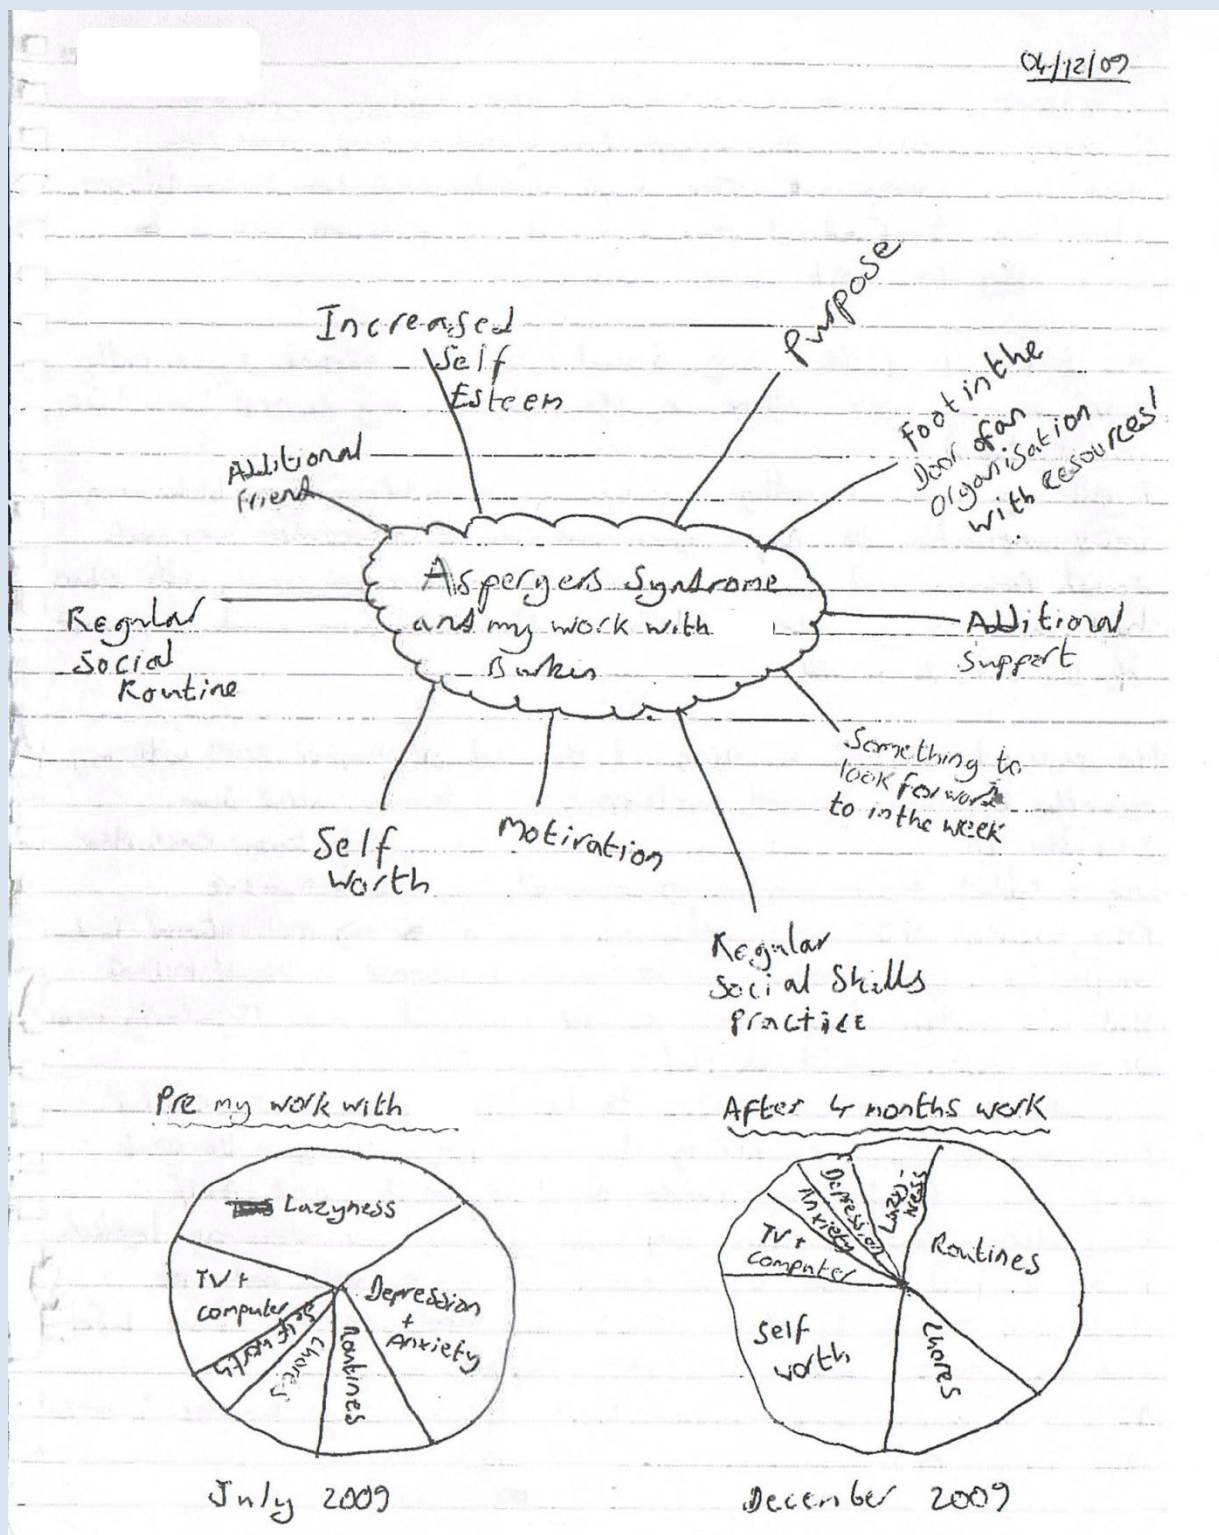 04/12/09
Increased
Self
Esteem
Purpose
Foot in the
Door of an
organisation
with resources!
Additional
Friend
Aspergers Syndrome
and my work with
Regular
Social
Routine
Additional
Support
Something to
look forward
to in the week
Self
Worth
Motivation
Regular
Social Skills
Practice
Pre my work with
After 4 months work
Lazyness
TV +
computer
Self worth
Chores
Routines
Depression
+
Anxiety
July 2009
Lazy-
ness
Depression
Anxiety
TV +
computer
Self
worth
Chores
Routines
December 2009